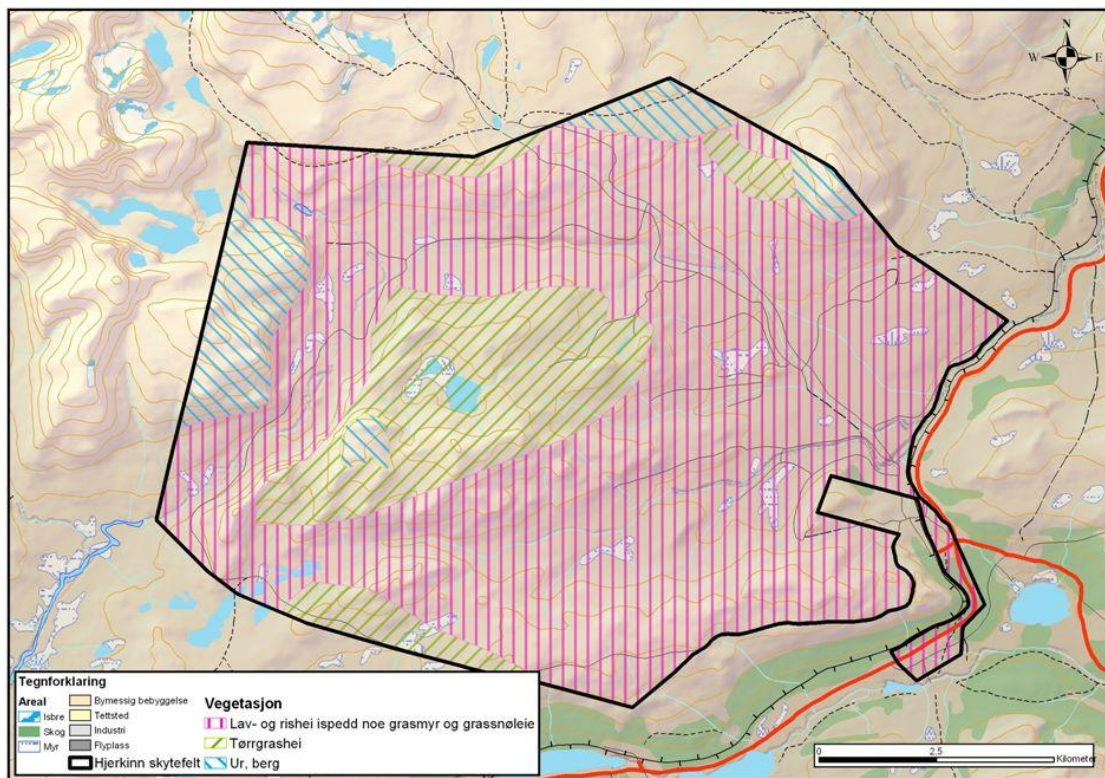 N
W E
S
Tegnforklaring
Areal
Isbre
Skog
Myr
Bymessig bebyggelse
Tettsted
Industri
Flyplass
Hjerkinn skytefelt
Vegetasjon
Lav- og rishei ispedd noe grasmyr og grassnøleie
Tørrgrashei
Ur, berg
0 2.5
Kilometer